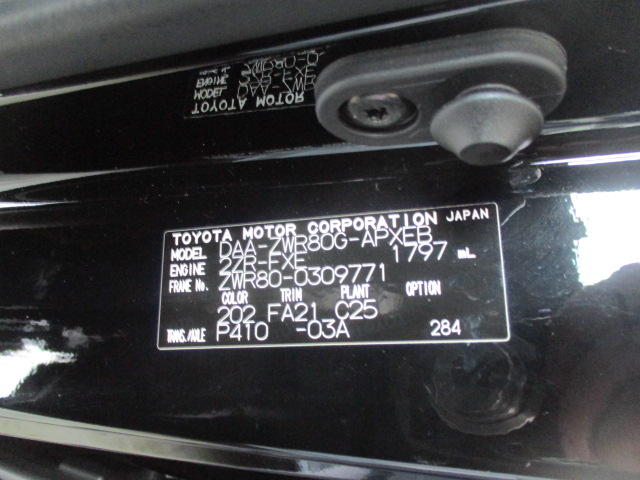 TOYOTA MOTOR CORPORATION JAPAN
MODEL DAA-ZWR80G-APXEB
ENGINE 2ZR-FXE 1797 mL
FRAME No. ZWR80-0309771
COLOR TRIM PLANT OPTION
202 FA21 C25
TRANS./AXLE P410 -03A 284